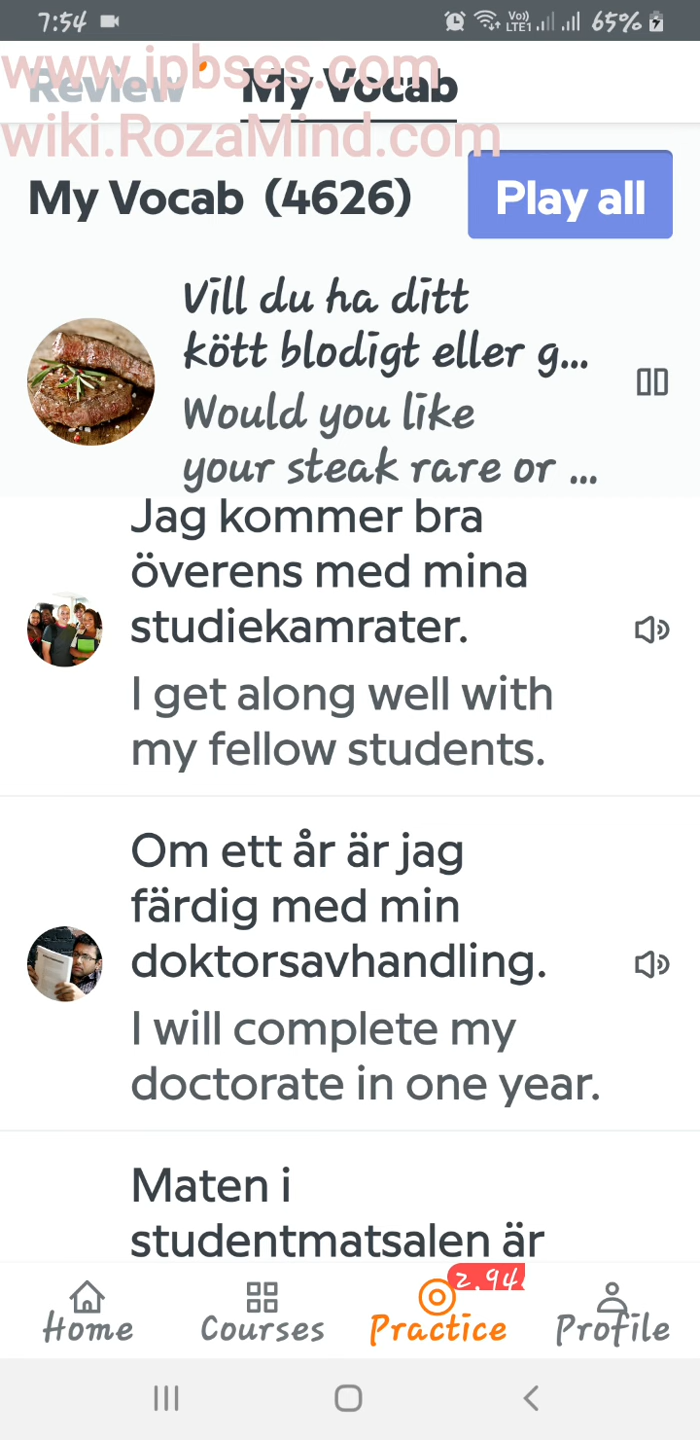 7:54
Vo)) LTE1 65%
www.ipbses.com
Review My Vocab
wiki.RozaMind.com
My Vocab (4626)
Play all
Vill du ha ditt
kött blodigt eller g...
Would you like
your steak rare or ...
Jag kommer bra
överens med mina
studiekamrater.
I get along well with
my fellow students.
Om ett år är jag
färdig med min
doktorsavhandling.
I will complete my
doctorate in one year.
Maten i
studentmatsalen är
2,94
Home Courses Practice Profile